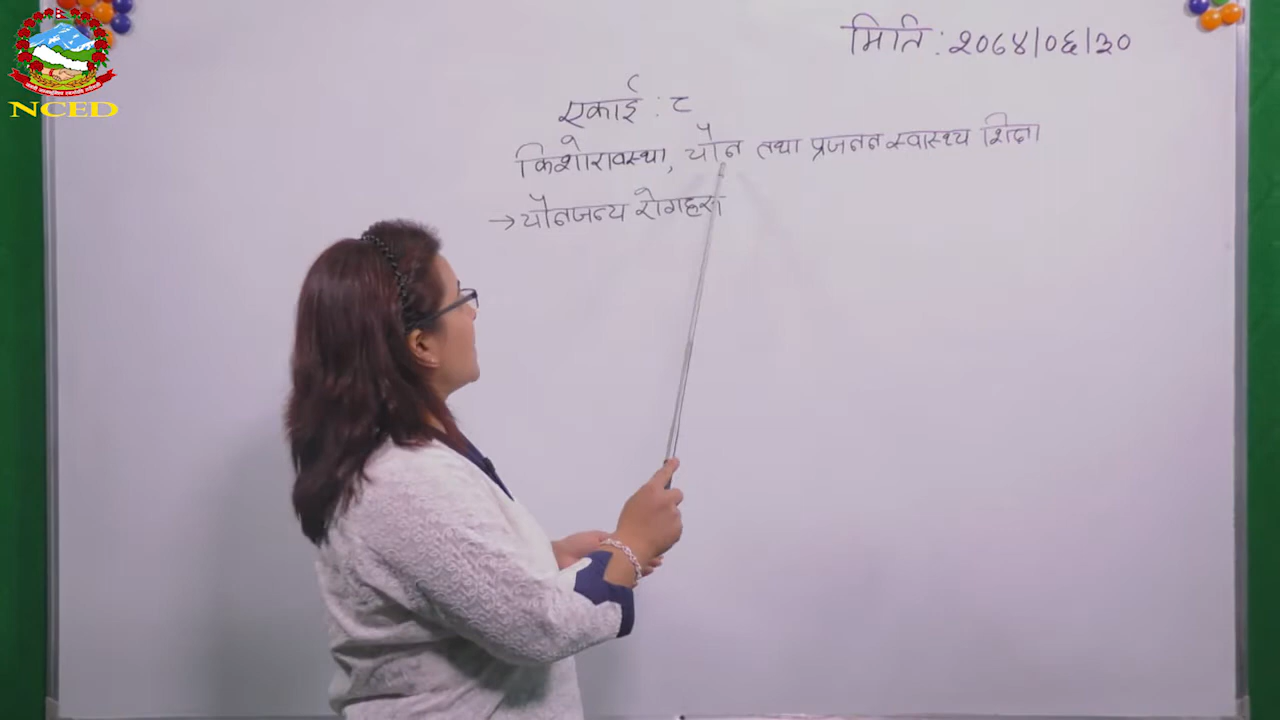 NCED
मिति: २०७४/०६/३०
एकाई : ८
किशोरावस्था, यौन तथा प्रजनन स्वास्थ्य शिक्षा
→ यौनजन्य रोगहरु